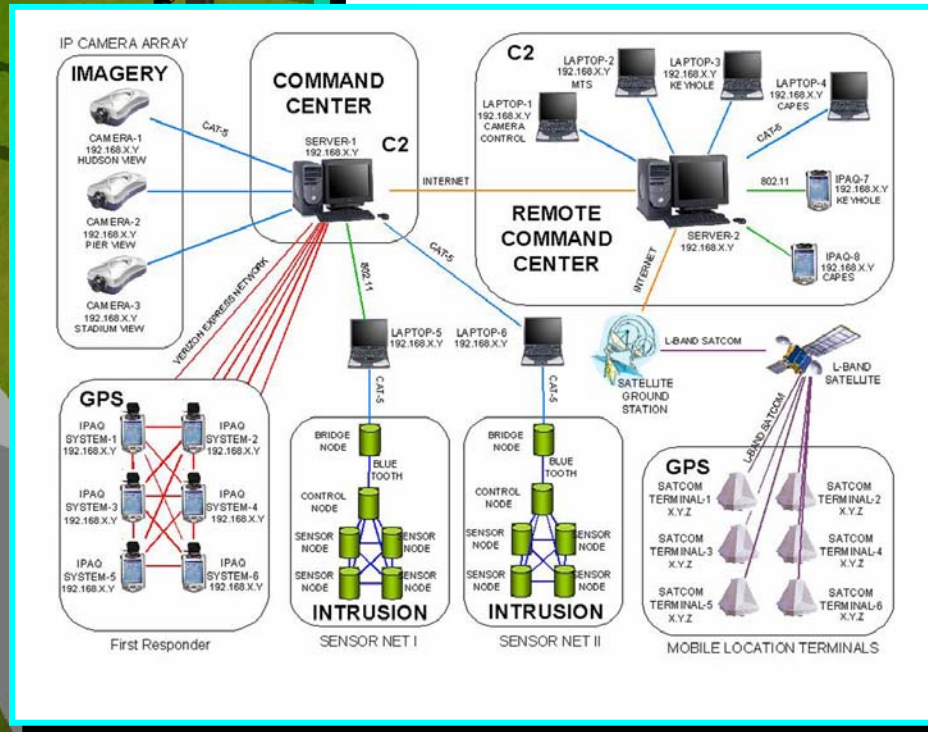 IP CAMERA ARRAY
IMAGERY
CAMERA-1
192.168.X.Y
HUDSON VIEW
CAMERA-2
192.168.X.Y
PIER VIEW
CAMERA-3
192.168.X.Y
STADIUM VIEW
CAT-5
COMMAND
CENTER
SERVER-1
192.168.X.Y
C2
INTERNET
C2
LAPTOP-1
192.168.X.Y
CAMERA
CONTROL
LAPTOP-2
192.168.X.Y
MTS
LAPTOP-3
192.168.X.Y
KEYHOLE
LAPTOP-4
192.168.X.Y
CAPES
CAT-5
802.11
IPAQ-7
192.168.X.Y
KEYHOLE
REMOTE
COMMAND
CENTER
SERVER-2
192.168.X.Y
IPAQ-8
192.168.X.Y
CAPES
VERIZON EXPRESS NETWORK
802.11
CAT-5
INTERNET
LAPTOP-5
192.168.X.Y
LAPTOP-6
192.168.X.Y
CAT-5
CAT-5
L-BAND SATCOM
SATELLITE
GROUND
STATION
L-BAND
SATELLITE
L-BAND SATCOM
GPS
IPAQ
SYSTEM-1
192.168.X.Y
IPAQ
SYSTEM-2
192.168.X.Y
IPAQ
SYSTEM-3
192.168.X.Y
IPAQ
SYSTEM-4
192.168.X.Y
IPAQ
SYSTEM-5
192.168.X.Y
IPAQ
SYSTEM-6
192.168.X.Y
First Responder
BRIDGE
NODE
BLUE
TOOTH
CONTROL
NODE
SENSOR
NODE
SENSOR
NODE
SENSOR
NODE
SENSOR
NODE
INTRUSION
SENSOR NET I
BRIDGE
NODE
BLUE
TOOTH
CONTROL
NODE
SENSOR
NODE
SENSOR
NODE
SENSOR
NODE
SENSOR
NODE
INTRUSION
SENSOR NET II
GPS
SATCOM
TERMINAL-1
X.Y.Z
SATCOM
TERMINAL-2
X.Y.Z
SATCOM
TERMINAL-3
X.Y.Z
SATCOM
TERMINAL-4
X.Y.Z
SATCOM
TERMINAL-5
X.Y.Z
SATCOM
TERMINAL-6
X.Y.Z
MOBILE LOCATION TERMINALS